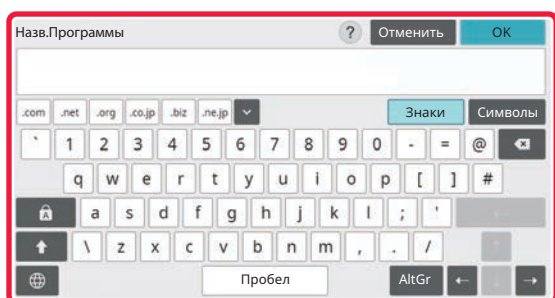 Назв.Программы ? Отменить OK
.com .net .org .co.jp .biz .ne.jp Знаки Символы
` 1 2 3 4 5 6 7 8 9 0 - = @
q w e r t y u i o p [ ] #
A a s d f g h j k l ; '
\ z x c v b n m , . /
Пробел AltGr